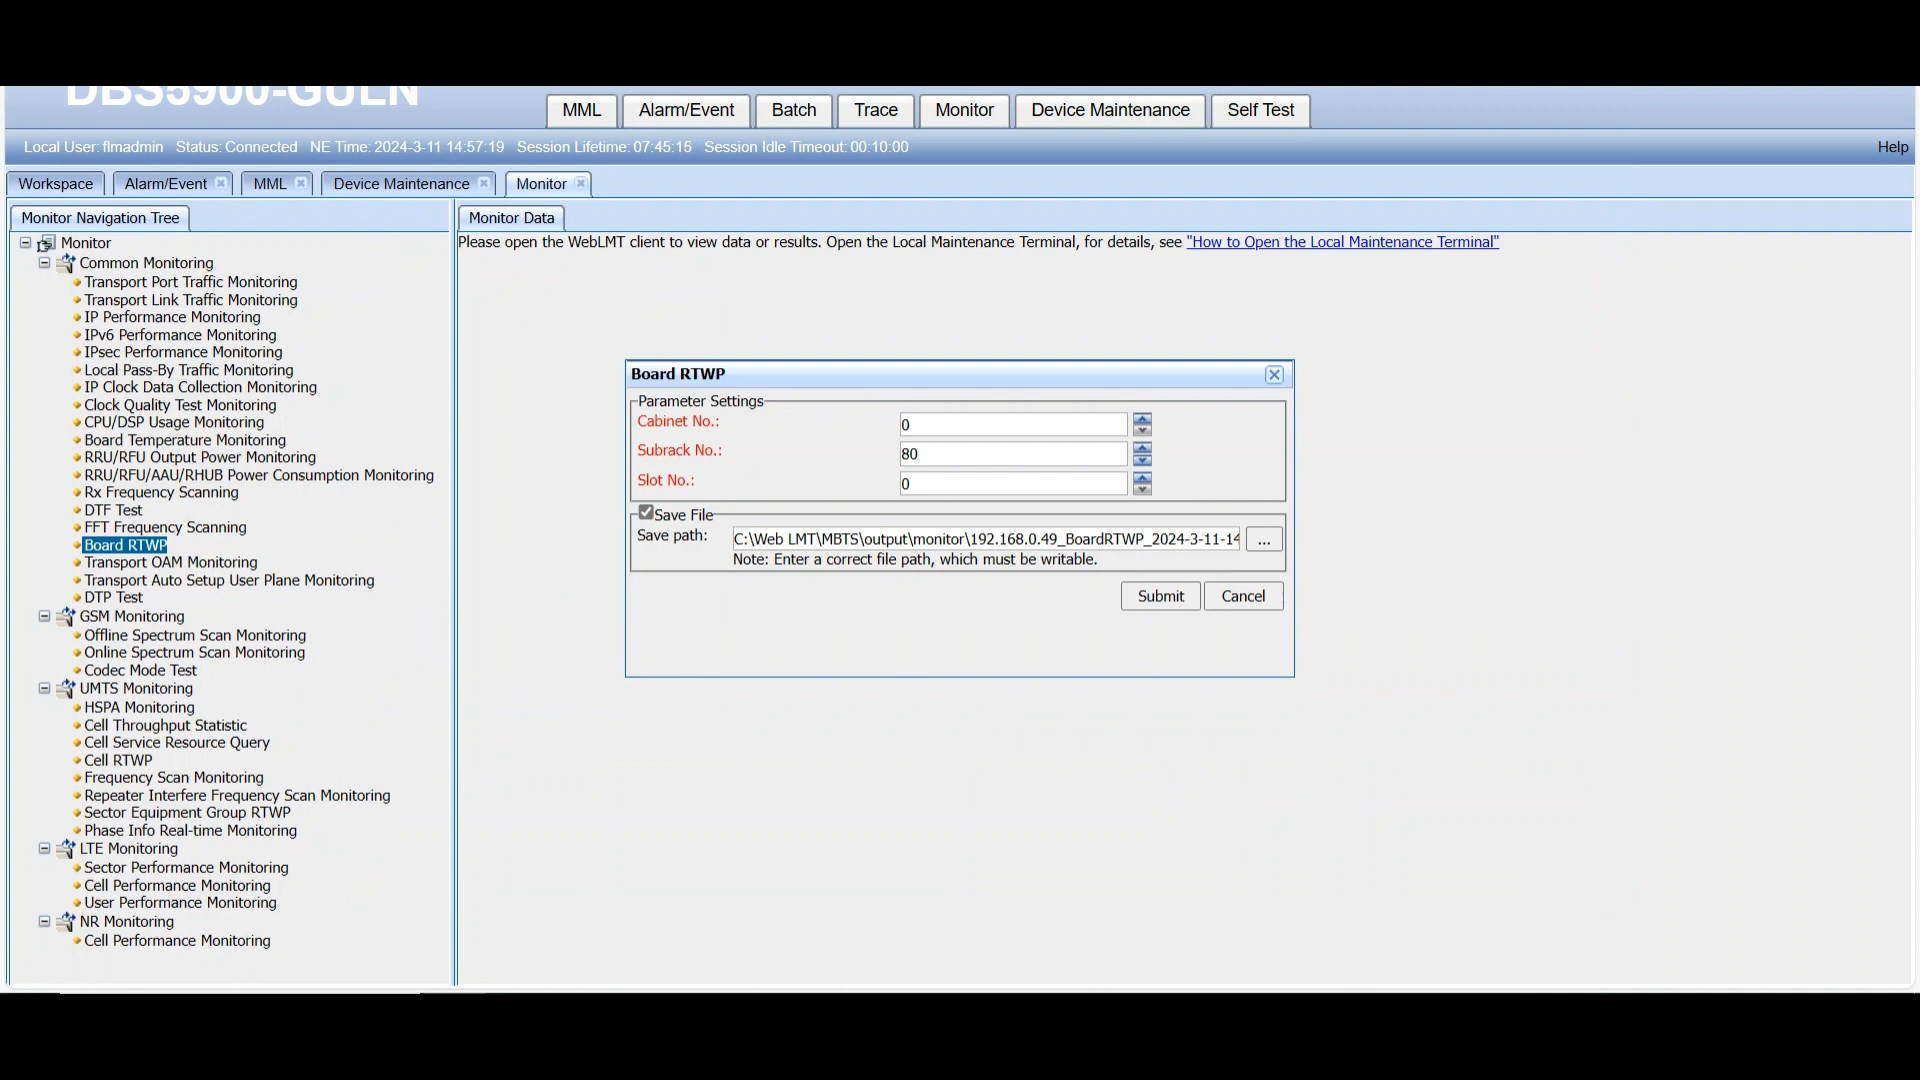 DBS5900-GULN
MML Alarm/Event Batch Trace Monitor Device Maintenance Self Test
Local User: flmadmin Status: Connected NE Time: 2024-3-11 14:57:19 Session Lifetime: 07:45:15 Session Idle Timeout: 00:10:00 Help
Workspace Alarm/Event MML Device Maintenance Monitor
Monitor Navigation Tree
Monitor
Common Monitoring
Transport Port Traffic Monitoring
Transport Link Traffic Monitoring
IP Performance Monitoring
IPv6 Performance Monitoring
IPsec Performance Monitoring
Local Pass-By Traffic Monitoring
IP Clock Data Collection Monitoring
Clock Quality Test Monitoring
CPU/DSP Usage Monitoring
Board Temperature Monitoring
RRU/RFU Output Power Monitoring
RRU/RFU/AAU/RHUB Power Consumption Monitoring
Rx Frequency Scanning
DTF Test
FFT Frequency Scanning
Board RTWP
Transport OAM Monitoring
Transport Auto Setup User Plane Monitoring
DTP Test
GSM Monitoring
Offline Spectrum Scan Monitoring
Online Spectrum Scan Monitoring
Codec Mode Test
UMTS Monitoring
HSPA Monitoring
Cell Throughput Statistic
Cell Service Resource Query
Cell RTWP
Frequency Scan Monitoring
Repeater Interfere Frequency Scan Monitoring
Sector Equipment Group RTWP
Phase Info Real-time Monitoring
LTE Monitoring
Sector Performance Monitoring
Cell Performance Monitoring
User Performance Monitoring
NR Monitoring
Cell Performance Monitoring
Monitor Data
Please open the WebLMT client to view data or results. Open the Local Maintenance Terminal, for details, see "How to Open the Local Maintenance Terminal"
Board RTWP
Parameter Settings
Cabinet No.: 0
Subrack No.: 80
Slot No.: 0
Save File
Save path: C:\Web LMT\MBTS\output\monitor\192.168.0.49_BoardRTWP_2024-3-11-14 ...
Note: Enter a correct file path, which must be writable.
Submit Cancel